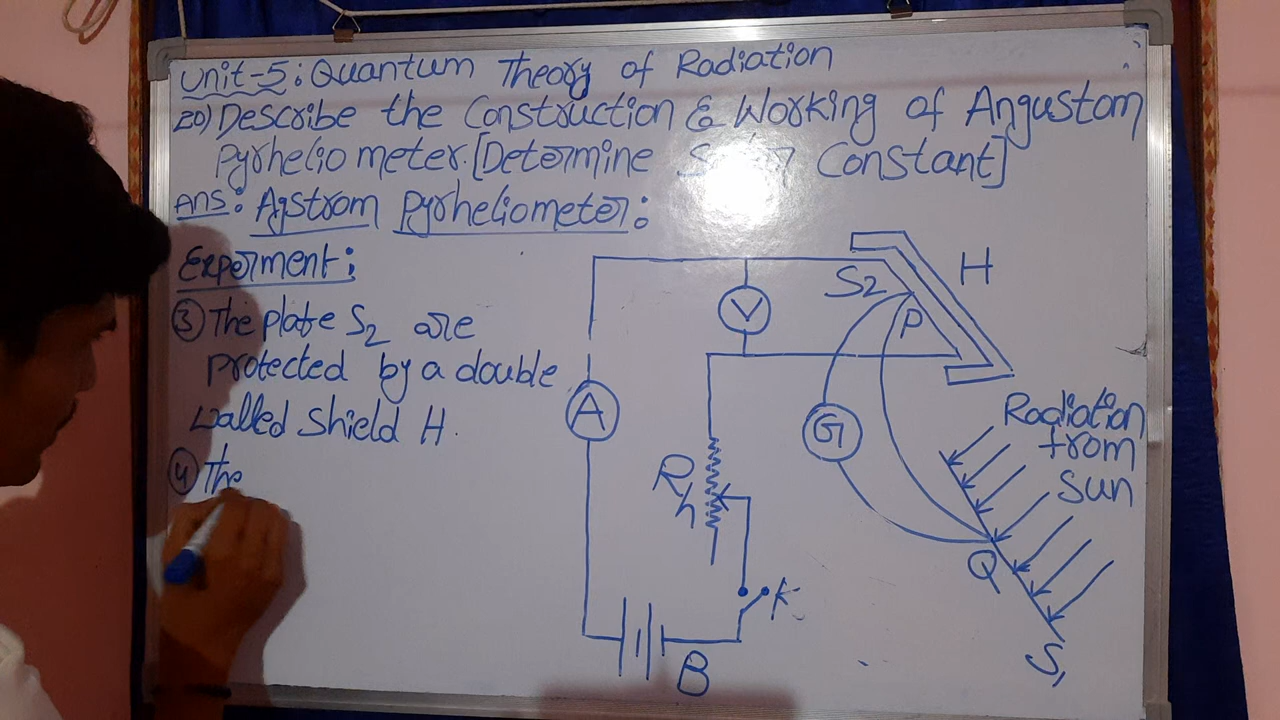 Unit-5: Quantum Theory of Radiation
20) Describe the Construction & Working of Angustom
Pyrheliometer. [Determine Constant]
Ans: Agstrom Pyrheliometer:
Experment:
③ The plate S2 are
protected by a double
walled shield H.
④ The
H
S2
V
P
A
G
Radiation
from
Sun
Rh
Q
K
B
S1